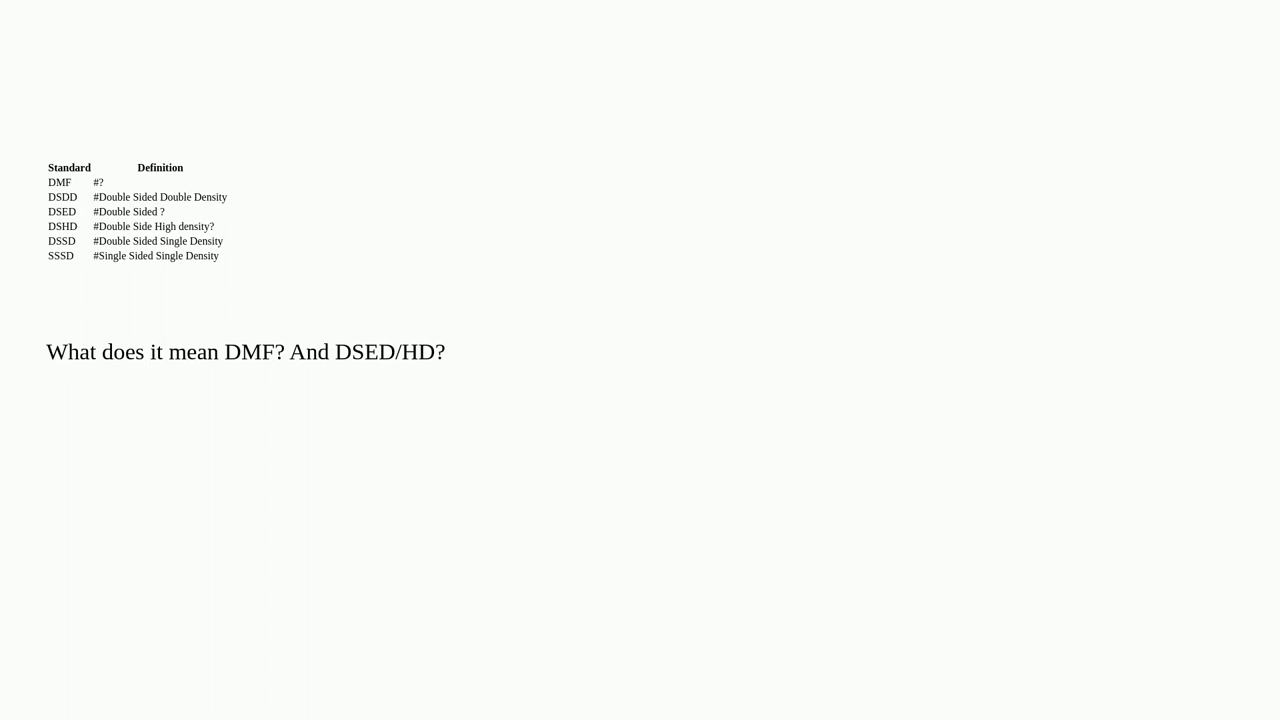 Standard Definition
DMF #?
DSDD #Double Sided Double Density
DSED #Double Sided ?
DSHD #Double Side High density?
DSSD #Double Sided Single Density
SSSD #Single Sided Single Density
What does it mean DMF? And DSED/HD?